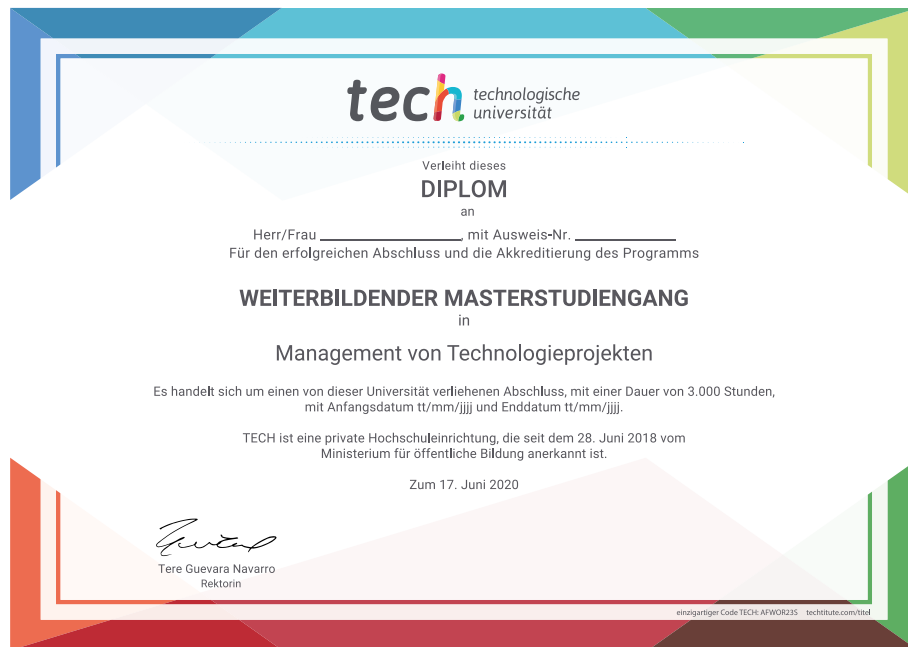 tech technologische
universität
Verleiht dieses
DIPLOM
an
Herr/Frau ____________________, mit Ausweis-Nr. ______________
Für den erfolgreichen Abschluss und die Akkreditierung des Programms
WEITERBILDENDER MASTERSTUDIENGANG
in
Management von Technologieprojekten
Es handelt sich um einen von dieser Universität verliehenen Abschluss, mit einer Dauer von 3.000 Stunden,
mit Anfangsdatum tt/mm/jjjj und Enddatum tt/mm/jjjj.
TECH ist eine private Hochschuleinrichtung, die seit dem 28. Juni 2018 vom
Ministerium für öffentliche Bildung anerkannt ist.
Zum 17. Juni 2020
Tere Guevara Navarro
Rektorin
einzigartiger Code TECH: AFWOR23S techtitute.com/titel